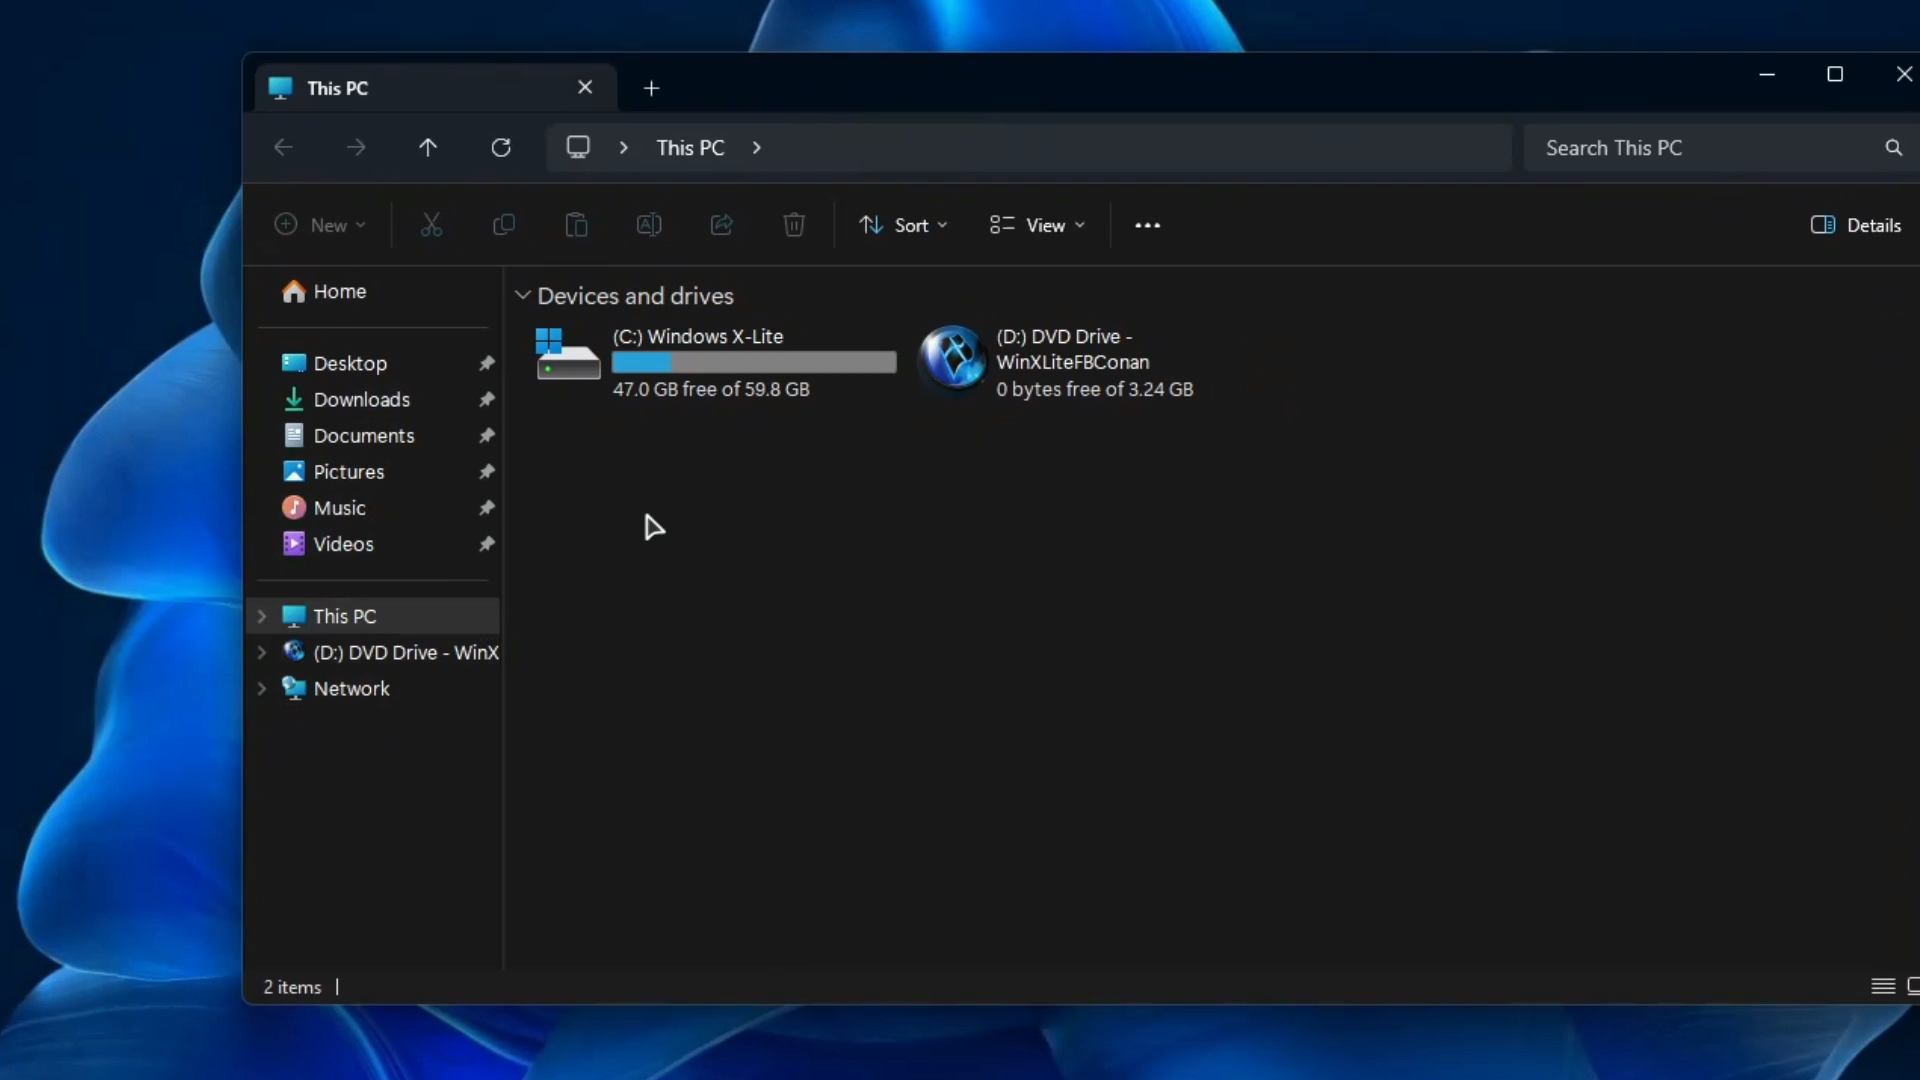 This PC
This PC
Search This PC
New
Sort
View
Details
Home
Desktop
Downloads
Documents
Pictures
Music
Videos
This PC
(D:) DVD Drive - WinX
Network
Devices and drives
(C:) Windows X-Lite
47.0 GB free of 59.8 GB
(D:) DVD Drive -
WinXLiteFBConan
0 bytes free of 3.24 GB
2 items